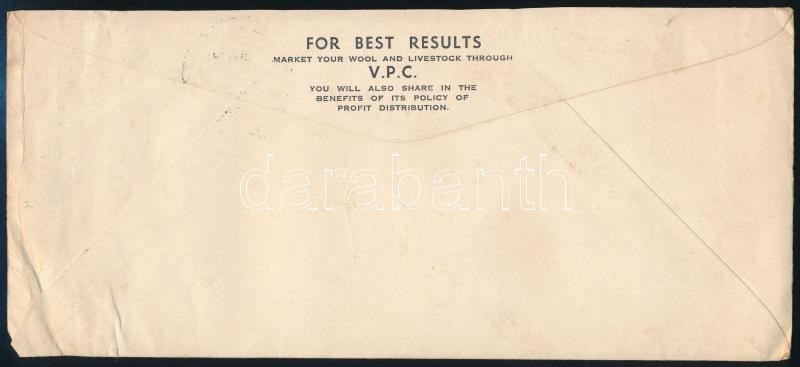 FOR BEST RESULTS
MARKET YOUR WOOL AND LIVESTOCK THROUGH
V.P.C.
YOU WILL ALSO SHARE IN THE
BENEFITS OF ITS POLICY OF
PROFIT DISTRIBUTION.
darabanth